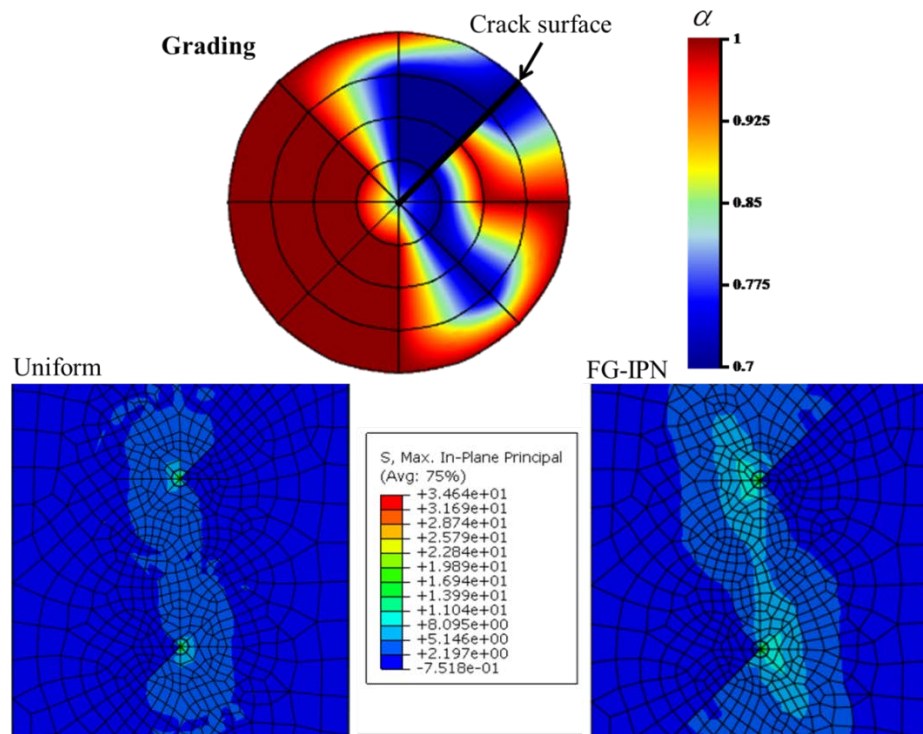 Grading
Crack surface
α
1
0.925
0.85
0.775
0.7
Uniform
FG-IPN
S, Max. In-Plane Principal
(Avg: 75%)
+3.464e+01
+3.169e+01
+2.874e+01
+2.579e+01
+2.284e+01
+1.989e+01
+1.694e+01
+1.399e+01
+1.104e+01
+8.095e+00
+5.146e+00
+2.197e+00
-7.518e-01